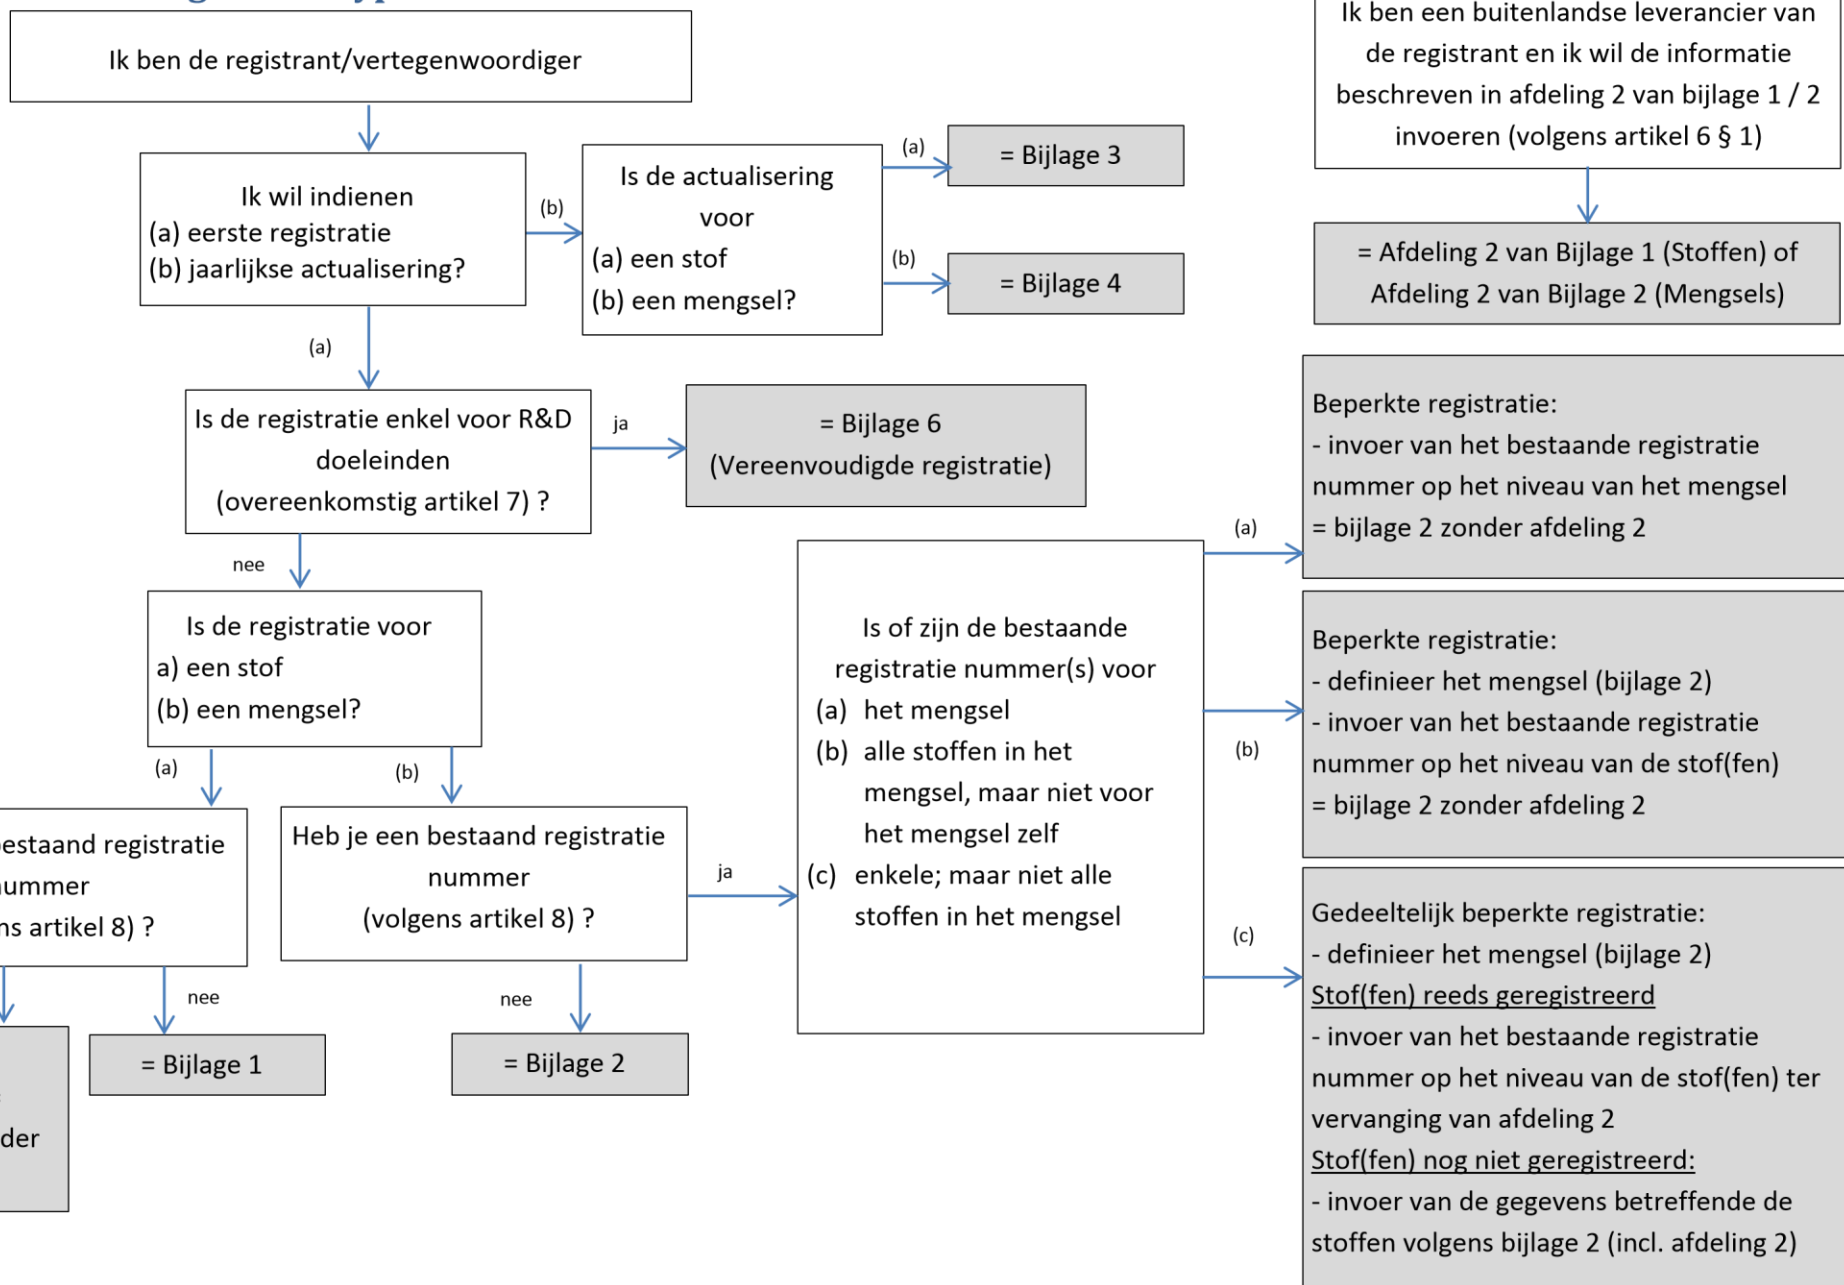 Ik ben de registrant/vertegenwoordiger
Ik wil indienen
(a) eerste registratie
(b) jaarlijkse actualisering?
(b)
Is de actualisering
voor
(a) een stof
(b) een mengsel?
(a)
= Bijlage 3
(b)
= Bijlage 4
(a)
Is de registratie enkel voor R&D
doeleinden
(overeenkomstig artikel 7) ?
ja
= Bijlage 6
(Vereenvoudigde registratie)
nee
Is de registratie voor
a) een stof
(b) een mengsel?
(a)
(b)
bestaand registratie
nummer
artikel 8) ?
nee
= Bijlage 1
Heb je een bestaand registratie
nummer
(volgens artikel 8) ?
nee
= Bijlage 2
ja
Is of zijn de bestaande
registratie nummer(s) voor
(a) het mengsel
(b) alle stoffen in het
mengsel, maar niet voor
het mengsel zelf
(c) enkele; maar niet alle
stoffen in het mengsel
(a)
Beperkte registratie:
- invoer van het bestaande registratie
nummer op het niveau van het mengsel
= bijlage 2 zonder afdeling 2
(b)
Beperkte registratie:
- definieer het mengsel (bijlage 2)
- invoer van het bestaande registratie
nummer op het niveau van de stof(fen)
= bijlage 2 zonder afdeling 2
(c)
Gedeeltelijk beperkte registratie:
- definieer het mengsel (bijlage 2)
Stof(fen) reeds geregistreerd
- invoer van het bestaande registratie
nummer op het niveau van de stof(fen) ter
vervanging van afdeling 2
Stof(fen) nog niet geregistreerd:
- invoer van de gegevens betreffende de
stoffen volgens bijlage 2 (incl. afdeling 2)
Ik ben een buitenlandse leverancier van
de registrant en ik wil de informatie
beschreven in afdeling 2 van bijlage 1 / 2
invoeren (volgens artikel 6 § 1)
= Afdeling 2 van Bijlage 1 (Stoffen) of
Afdeling 2 van Bijlage 2 (Mengsels)